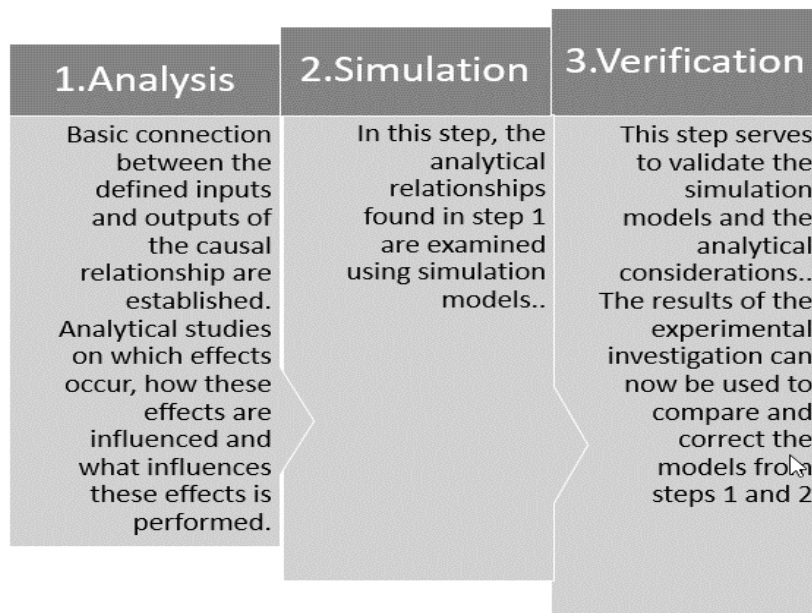 1.Analysis
Basic connection
between the
defined inputs
and outputs of
the causal
relationship are
established.
Analytical studies
on which effects
occur, how these
effects are
influenced and
what influences
these effects is
performed.
2.Simulation
In this step, the
analytical
relationships
found in step 1
are examined
using simulation
models..
3.Verification
This step serves
to validate the
simulation
models and the
analytical
considerations..
The results of the
experimental
investigation can
now be used to
compare and
correct the
models from
steps 1 and 2